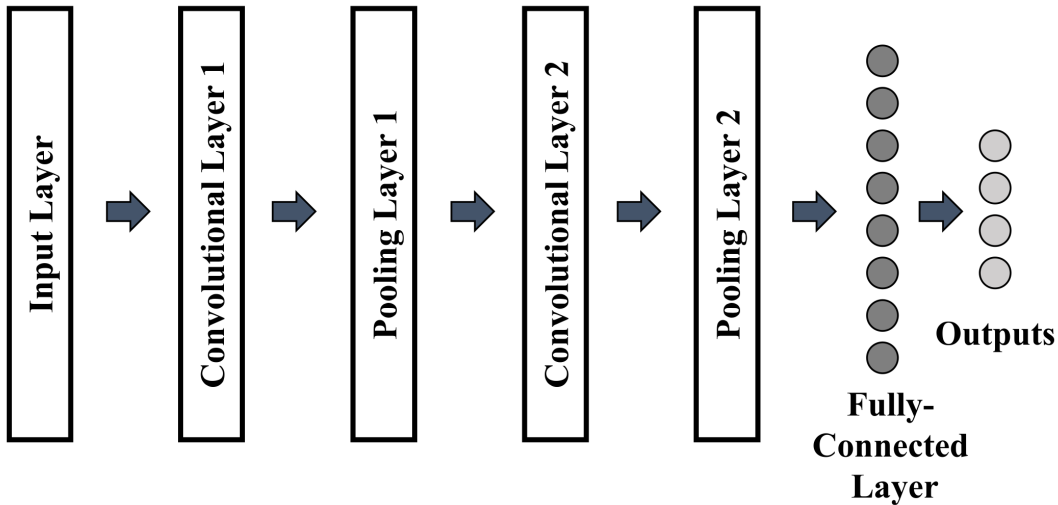 Input Layer
Convolutional Layer 1
Pooling Layer 1
Convolutional Layer 2
Pooling Layer 2
Fully-
Connected
Layer
Outputs